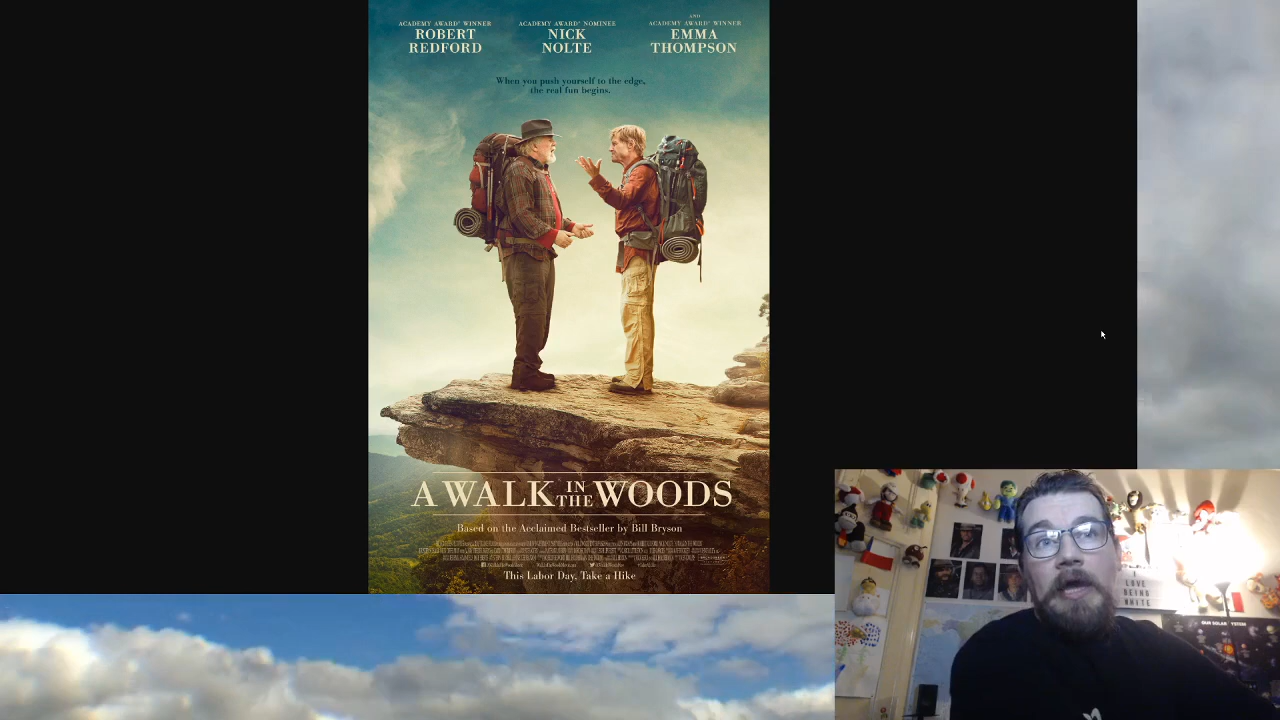 ACADEMY AWARD® WINNER
ROBERT
REDFORD
ACADEMY AWARD® NOMINEE
NICK
NOLTE
AND
ACADEMY AWARD® WINNER
EMMA
THOMPSON
When you push yourself to the edge,
the real fun begins.
A WALK IN THE WOODS
Based on the Acclaimed Bestseller by Bill Bryson
This Labor Day, Take a Hike
I
LOVE
BEING
WHITE
OUR SOLAR SYSTEM